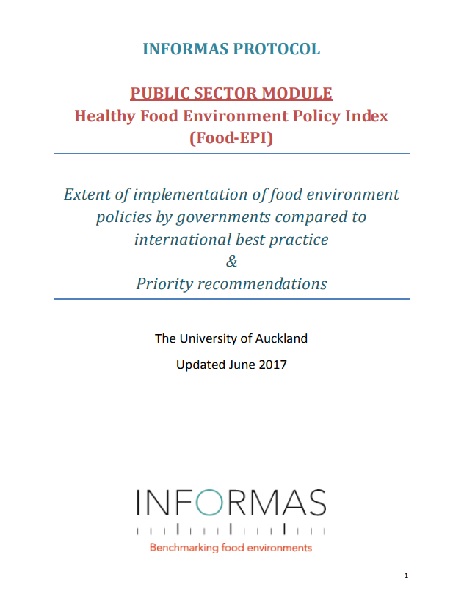 INFORMAS PROTOCOL
PUBLIC SECTOR MODULE
Healthy Food Environment Policy Index
(Food-EPI)
Extent of implementation of food environment
policies by governments compared to
international best practice
&
Priority recommendations
The University of Auckland
Updated June 2017
INFORMAS
Benchmarking food environments
1